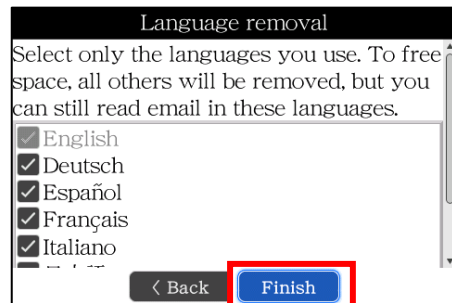 Language removal
Select only the languages you use. To free
space, all others will be removed, but you
can still read email in these languages.
English
Deutsch
Español
Français
Italiano
< Back
Finish